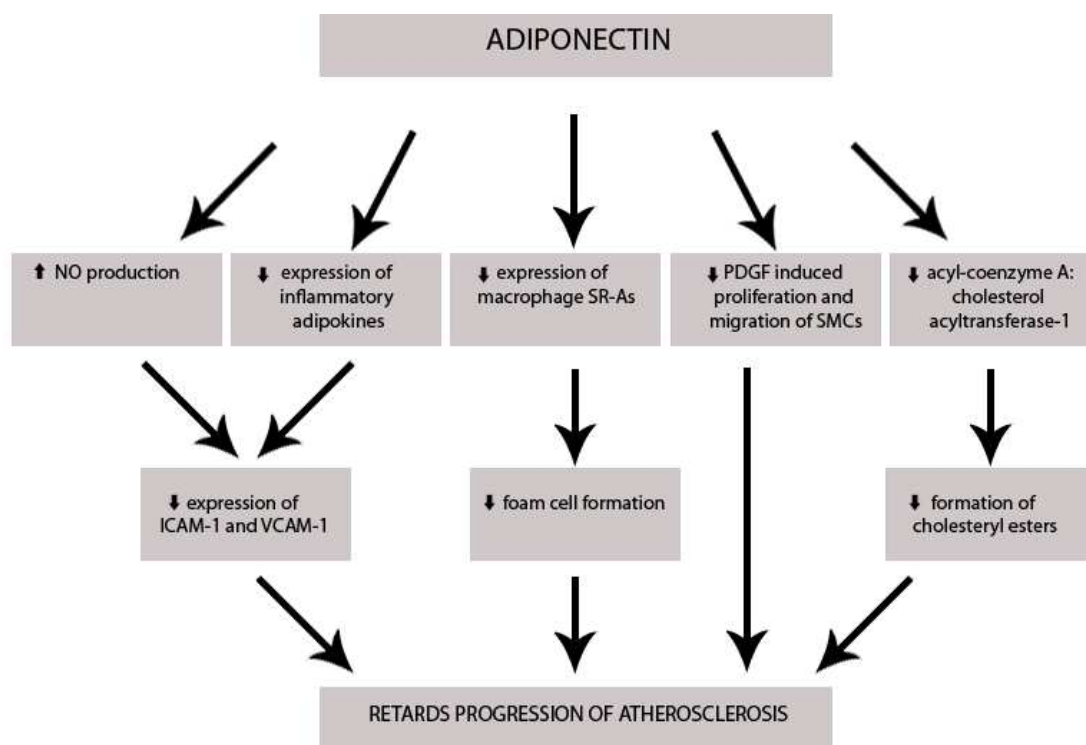 ADIPONECTIN
⬆ NO production
⬇ expression of
inflammatory
adipokines
⬇ expression of
macrophage SR-As
⬇ PDGF induced
proliferation and
migration of SMCs
⬇ acyl-coenzyme A:
cholesterol
acyltransferase-1
⬇ expression of
ICAM-1 and VCAM-1
⬇ foam cell formation
⬇ formation of
cholesteryl esters
RETARDS PROGRESSION OF ATHEROSCLEROSIS